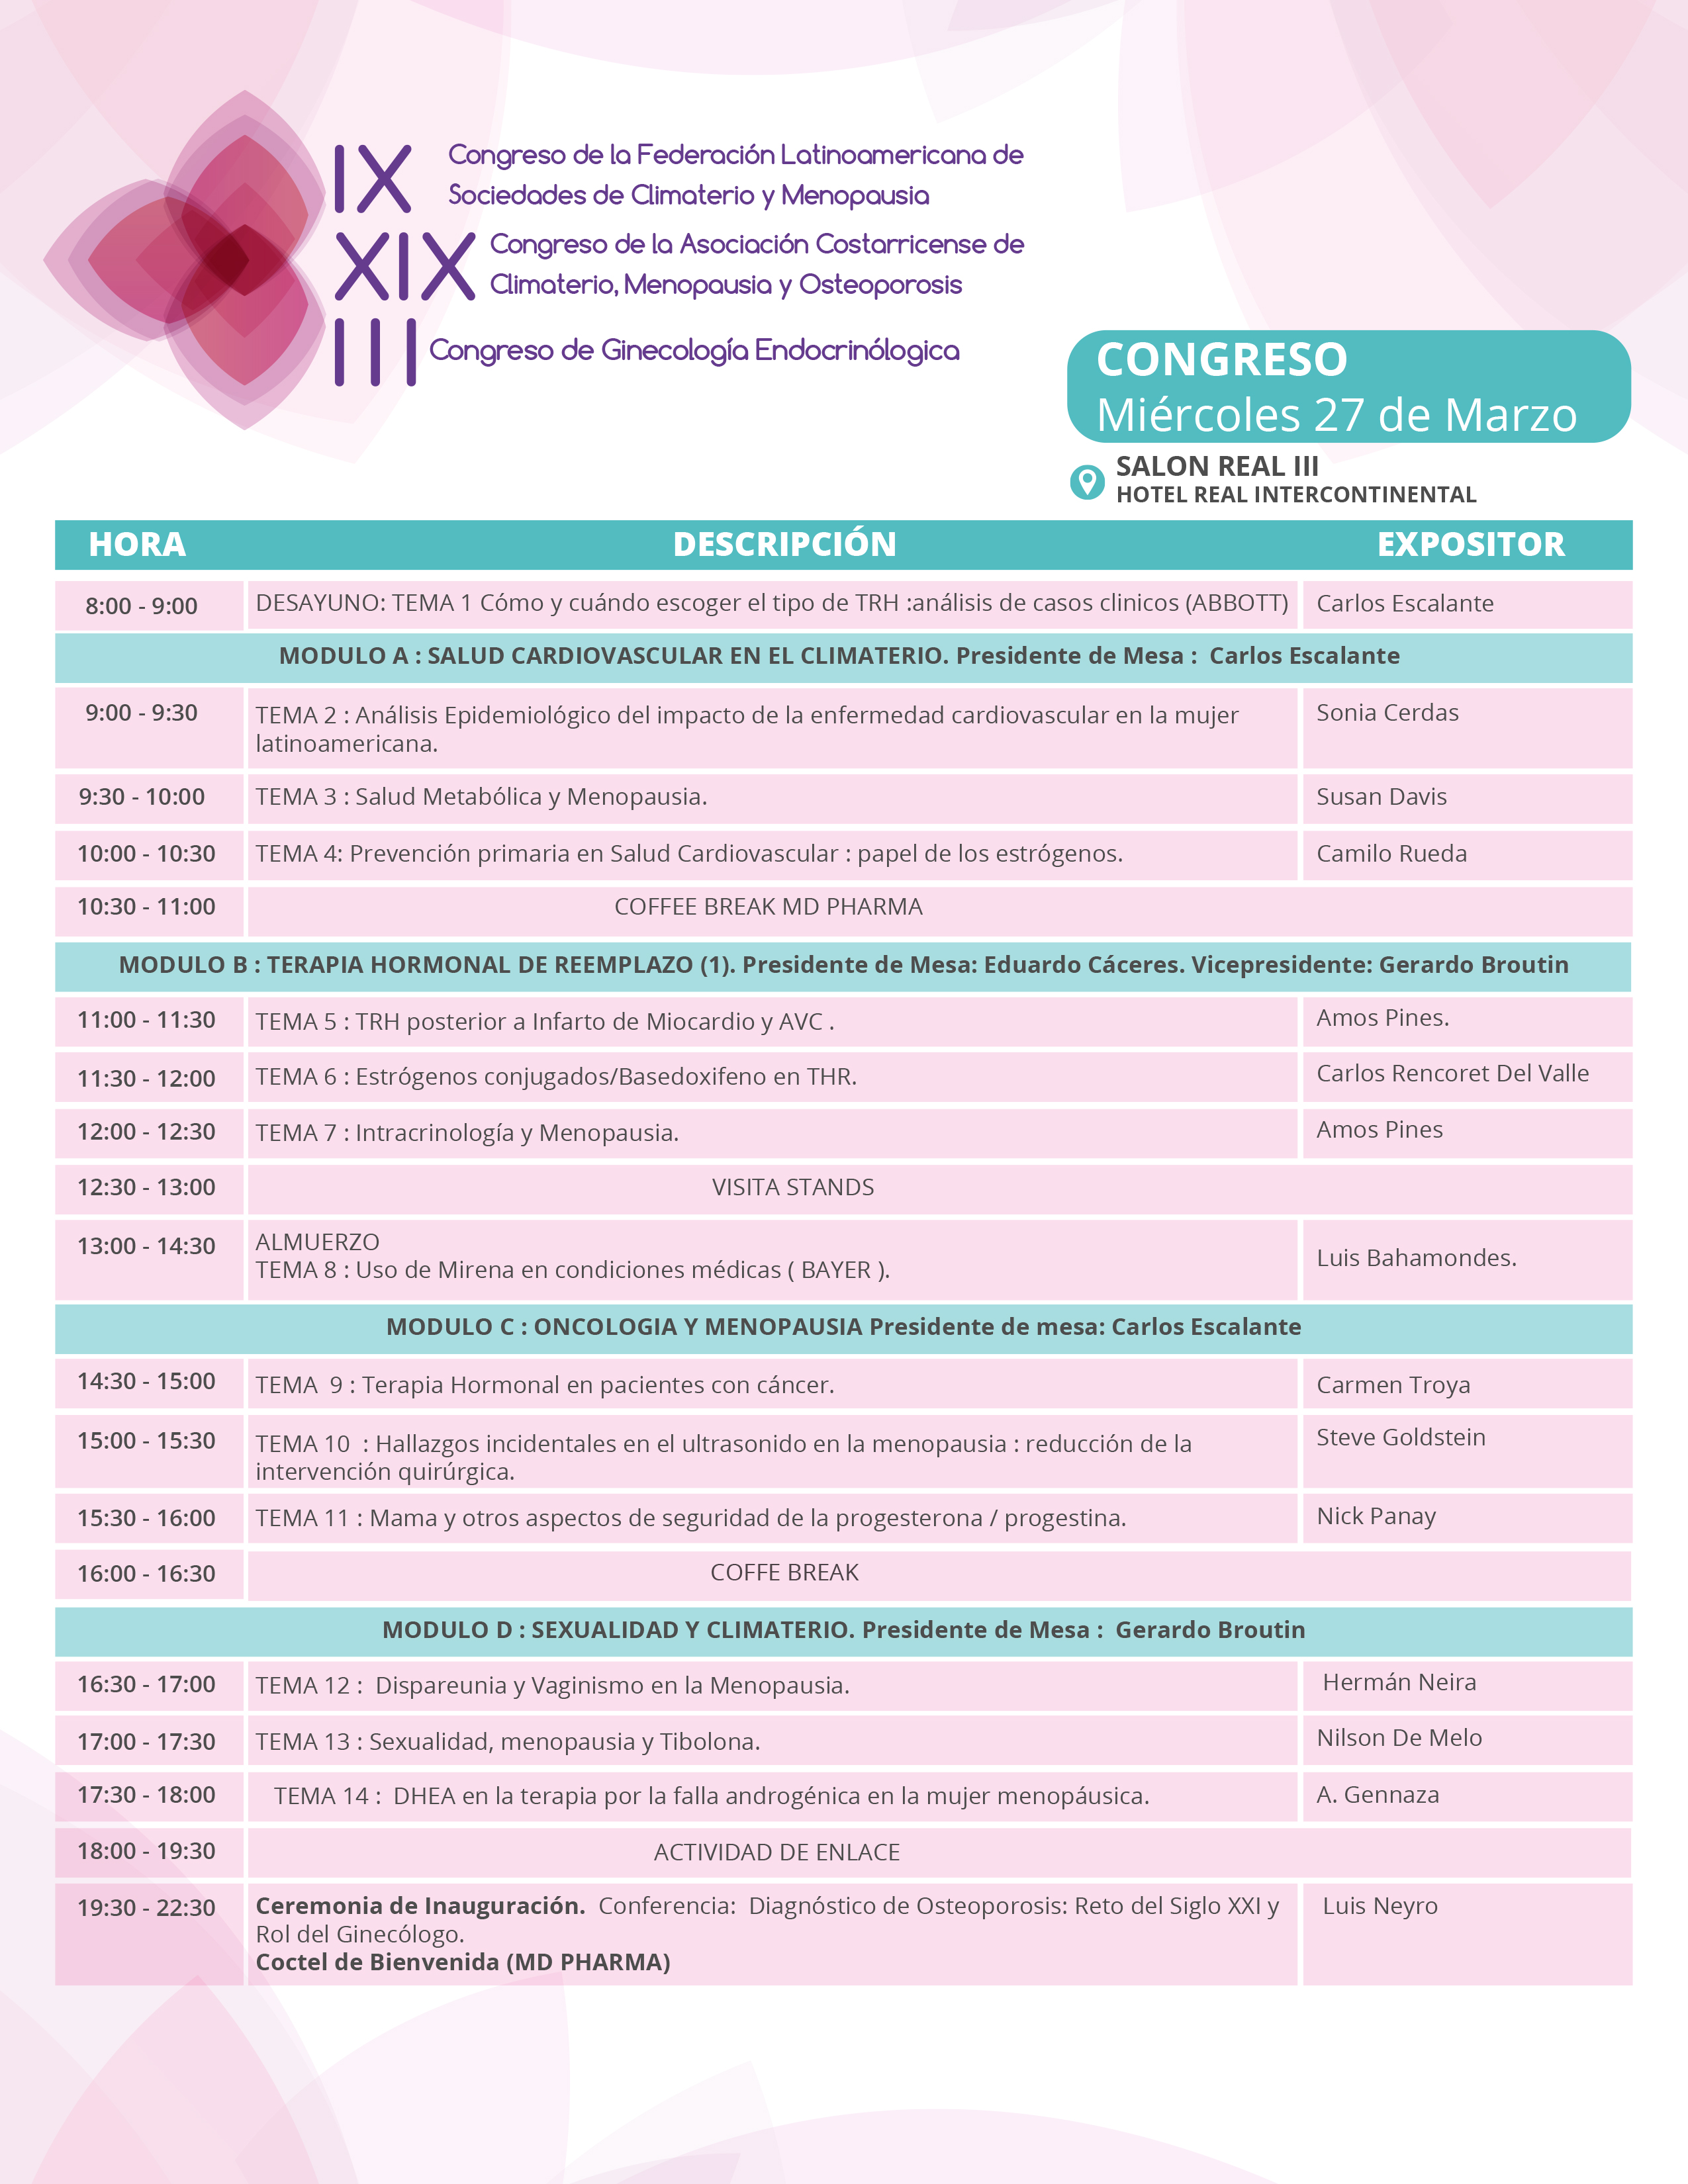 IX
Congreso de la Federación Latinoamericana de
Sociedades de Climaterio y Menopausia
XIX
Congreso de la Asociación Costarricense de
Climaterio, Menopausia y Osteoporosis
III
Congreso de Ginecología Endocrinólogica
CONGRESO
Miércoles 27 de Marzo
SALON REAL III
HOTEL REAL INTERCONTINENTAL
HORA DESCRIPCIÓN EXPOSITOR
8:00 - 9:00 DESAYUNO: TEMA 1 Cómo y cuándo escoger el tipo de TRH :análisis de casos clinicos (ABBOTT) Carlos Escalante
MODULO A : SALUD CARDIOVASCULAR EN EL CLIMATERIO. Presidente de Mesa : Carlos Escalante
9:00 - 9:30 TEMA 2 : Análisis Epidemiológico del impacto de la enfermedad cardiovascular en la mujer Sonia Cerdas
latinoamericana.
9:30 - 10:00 TEMA 3 : Salud Metabólica y Menopausia. Susan Davis
10:00 - 10:30 TEMA 4: Prevención primaria en Salud Cardiovascular : papel de los estrógenos. Camilo Rueda
10:30 - 11:00 COFFEE BREAK MD PHARMA
MODULO B : TERAPIA HORMONAL DE REEMPLAZO (1). Presidente de Mesa: Eduardo Cáceres. Vicepresidente: Gerardo Broutin
11:00 - 11:30 TEMA 5 : TRH posterior a Infarto de Miocardio y AVC . Amos Pines.
11:30 - 12:00 TEMA 6 : Estrógenos conjugados/Basedoxifeno en THR. Carlos Rencoret Del Valle
12:00 - 12:30 TEMA 7 : Intracrinología y Menopausia. Amos Pines
12:30 - 13:00 VISITA STANDS
13:00 - 14:30 ALMUERZO
TEMA 8 : Uso de Mirena en condiciones médicas ( BAYER ). Luis Bahamondes.
MODULO C : ONCOLOGIA Y MENOPAUSIA Presidente de mesa: Carlos Escalante
14:30 - 15:00 TEMA 9 : Terapia Hormonal en pacientes con cáncer. Carmen Troya
15:00 - 15:30 TEMA 10 : Hallazgos incidentales en el ultrasonido en la menopausia : reducción de la Steve Goldstein
intervención quirúrgica.
15:30 - 16:00 TEMA 11 : Mama y otros aspectos de seguridad de la progesterona / progestina. Nick Panay
16:00 - 16:30 COFFE BREAK
MODULO D : SEXUALIDAD Y CLIMATERIO. Presidente de Mesa : Gerardo Broutin
16:30 - 17:00 TEMA 12 : Dispareunia y Vaginismo en la Menopausia. Hermán Neira
17:00 - 17:30 TEMA 13 : Sexualidad, menopausia y Tibolona. Nilson De Melo
17:30 - 18:00 TEMA 14 : DHEA en la terapia por la falla androgénica en la mujer menopáusica. A. Gennaza
18:00 - 19:30 ACTIVIDAD DE ENLACE
19:30 - 22:30 Ceremonia de Inauguración. Conferencia: Diagnóstico de Osteoporosis: Reto del Siglo XXI y Luis Neyro
Rol del Ginecólogo.
Coctel de Bienvenida (MD PHARMA)